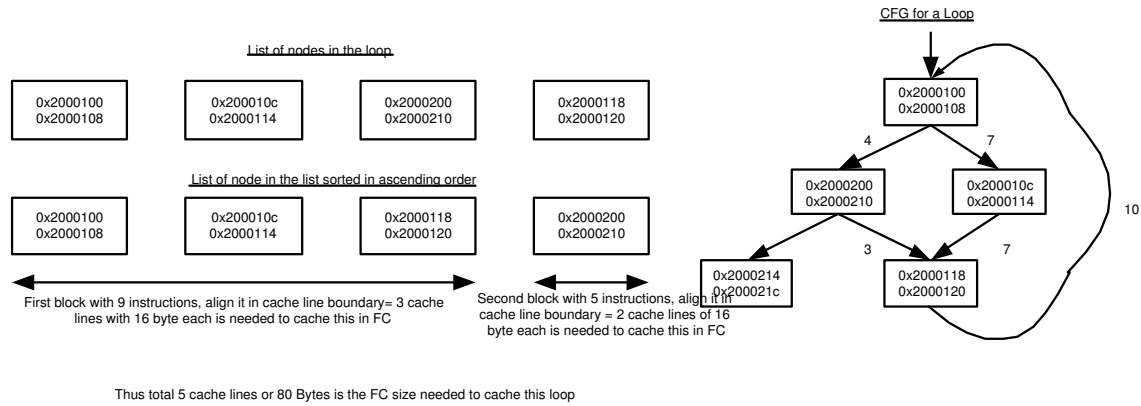 CFG for a Loop
List of nodes in the loop
0x2000100
0x2000108
0x200010c
0x2000114
0x2000200
0x2000210
0x2000118
0x2000120
List of node in the list sorted in ascending order
0x2000100
0x2000108
0x200010c
0x2000114
0x2000118
0x2000120
0x2000200
0x2000210
First block with 9 instructions, align it in cache line boundary= 3 cache
lines with 16 byte each is needed to cache this in FC
Second block with 5 instructions, align it in
cache line boundary = 2 cache lines of 16
byte each is needed to cache this in FC
Thus total 5 cache lines or 80 Bytes is the FC size needed to cache this loop
0x2000100
0x2000108
4
7
0x2000200
0x2000210
0x200010c
0x2000114
10
3
7
0x2000214
0x200021c
0x2000118
0x2000120